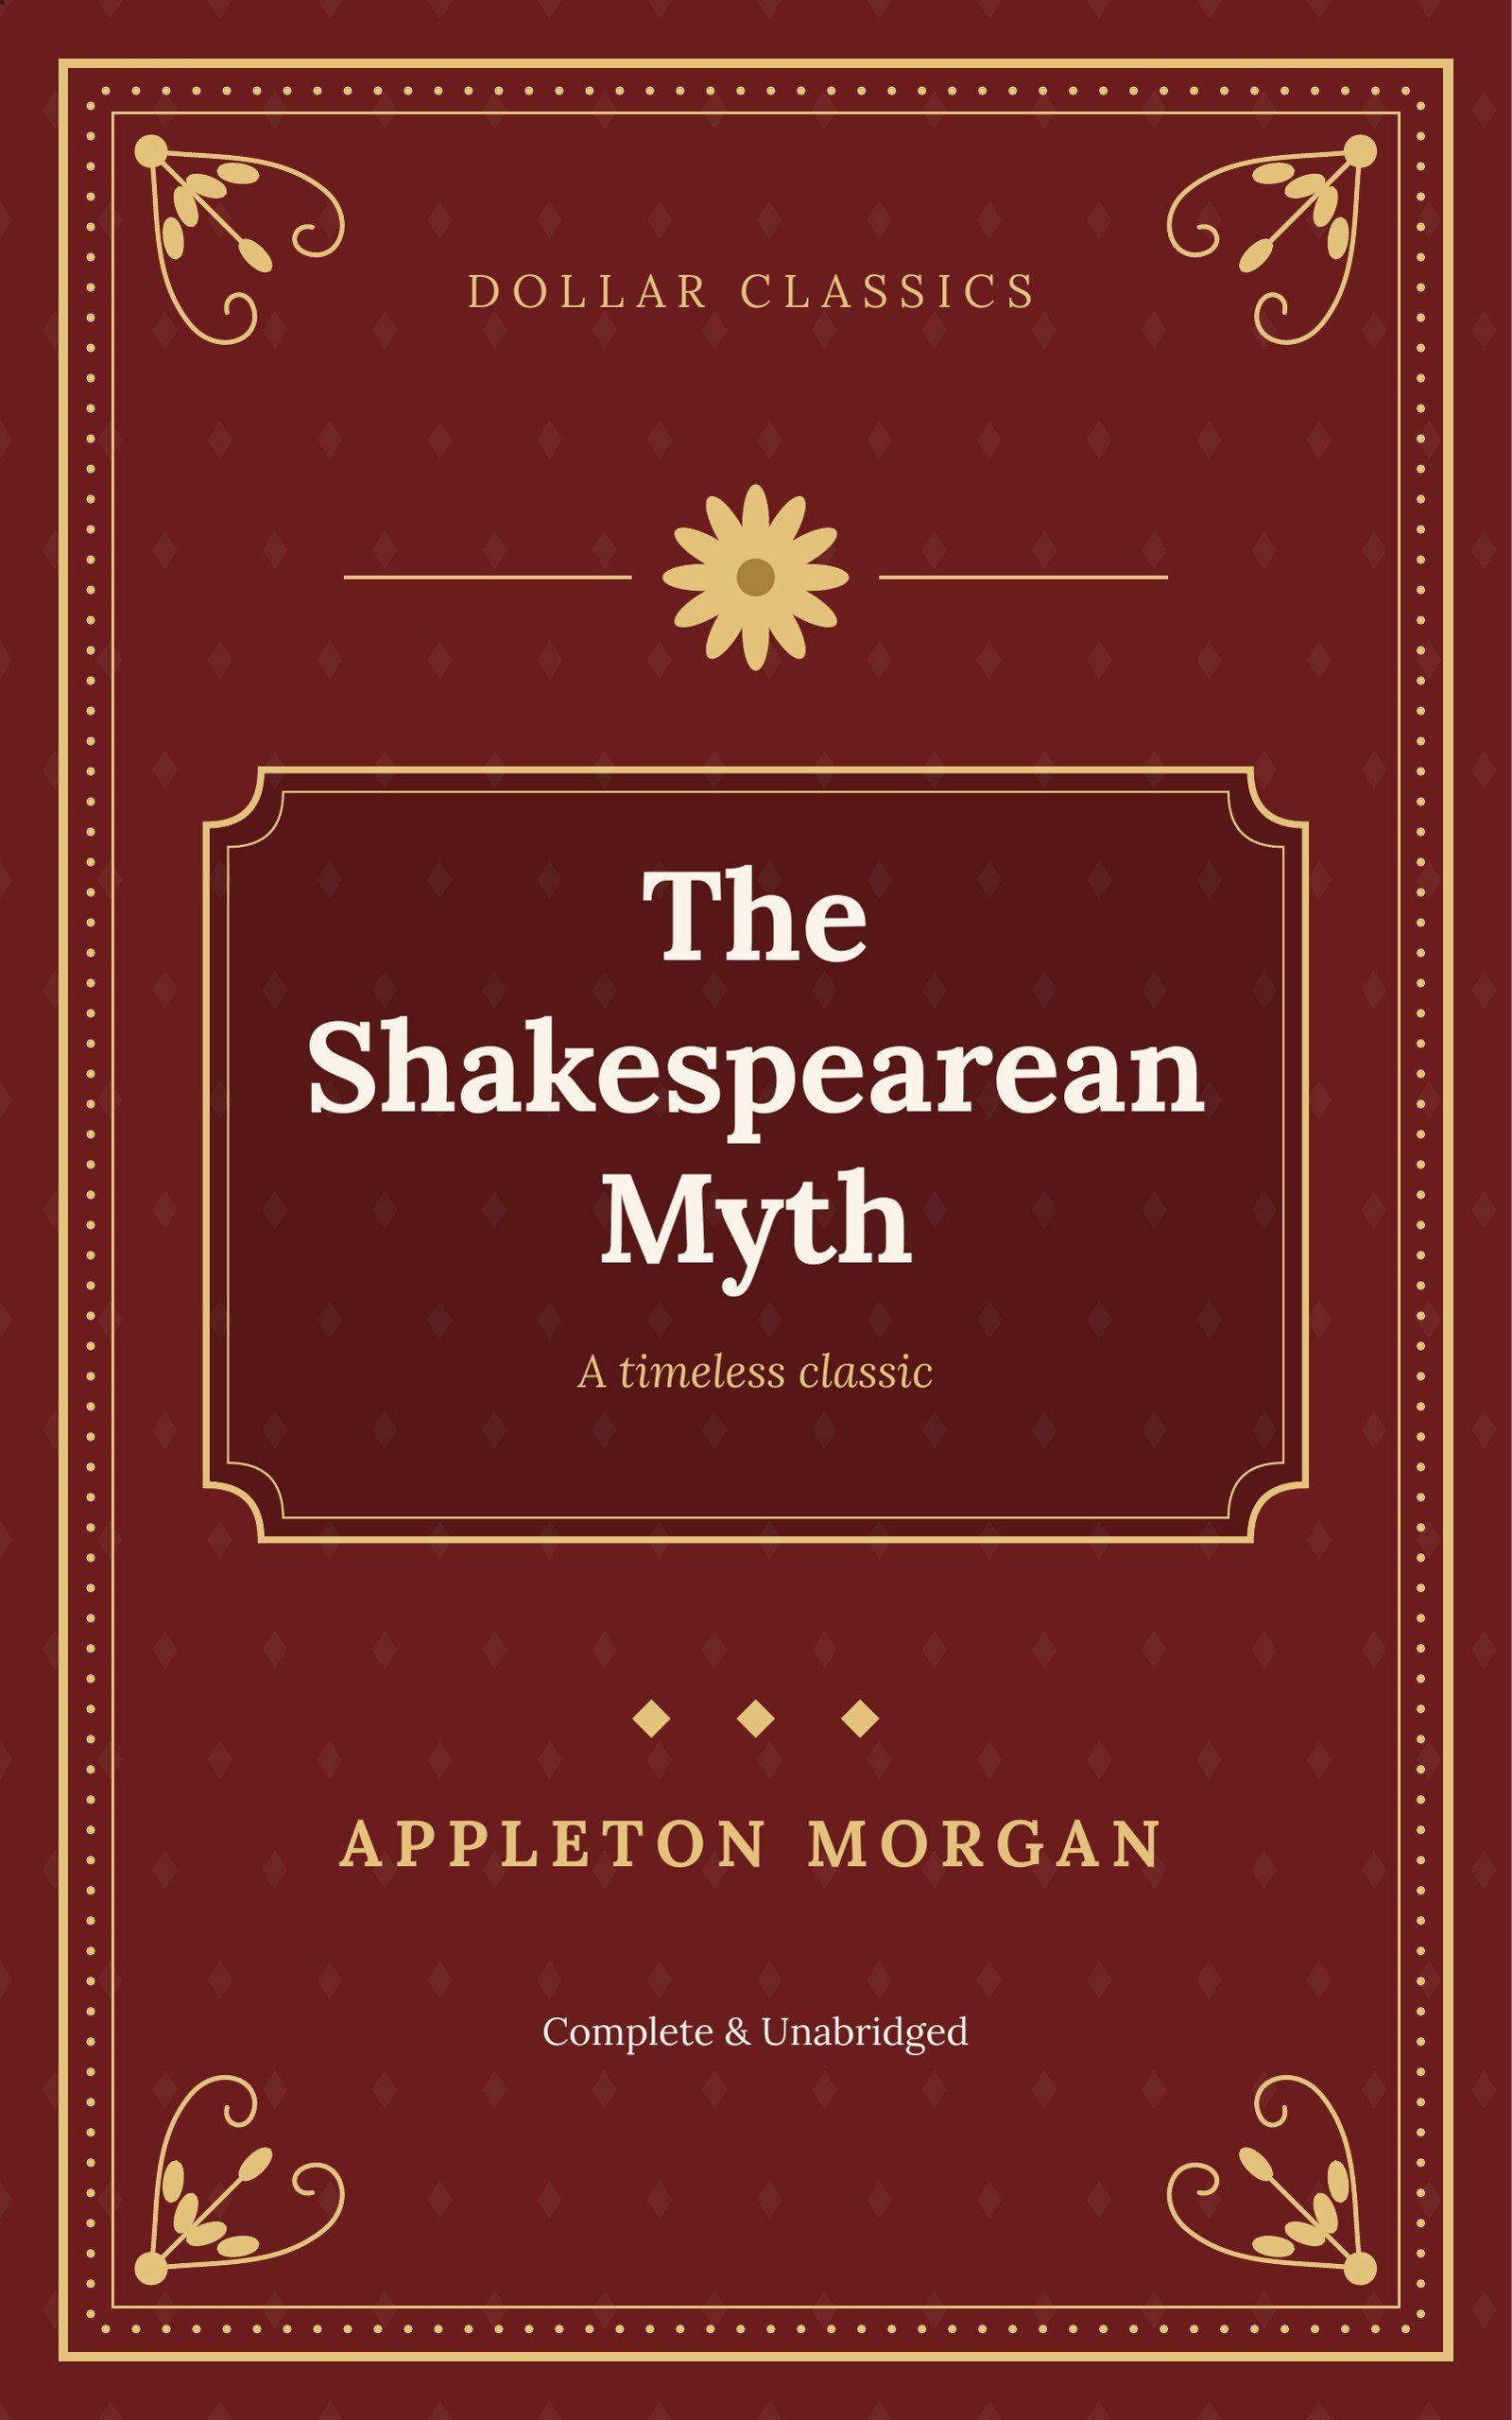 DOLLAR CLASSICS
The
Shakespearean
Myth
A timeless classic
APPLETON MORGAN
Complete & Unabridged